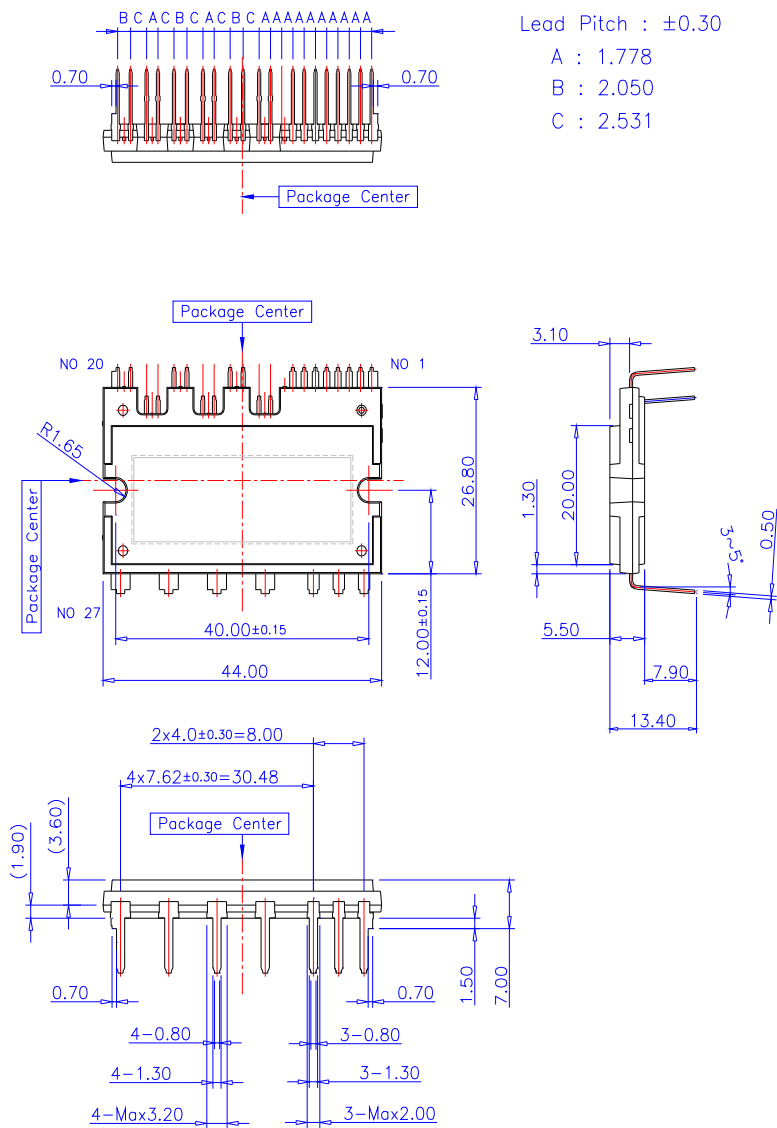 B C A C B C A C B C A A A A A A A A A
Lead Pitch : ±0.30
A : 1.778
B : 2.050
C : 2.531
0.70
0.70
Package Center
Package Center
NO 20
NO 1
3.10
R1.65
Package Center
26.80
1.30
20.00
3~5°
0.50
NO 27
40.00±0.15
12.00±0.15
44.00
5.50
7.90
13.40
2x4.0±0.30=8.00
4x7.62±0.30=30.48
Package Center
(1.90)
(3.60)
0.70
0.70
1.50
7.00
4-0.80
3-0.80
4-1.30
3-1.30
4-Max3.20
3-Max2.00